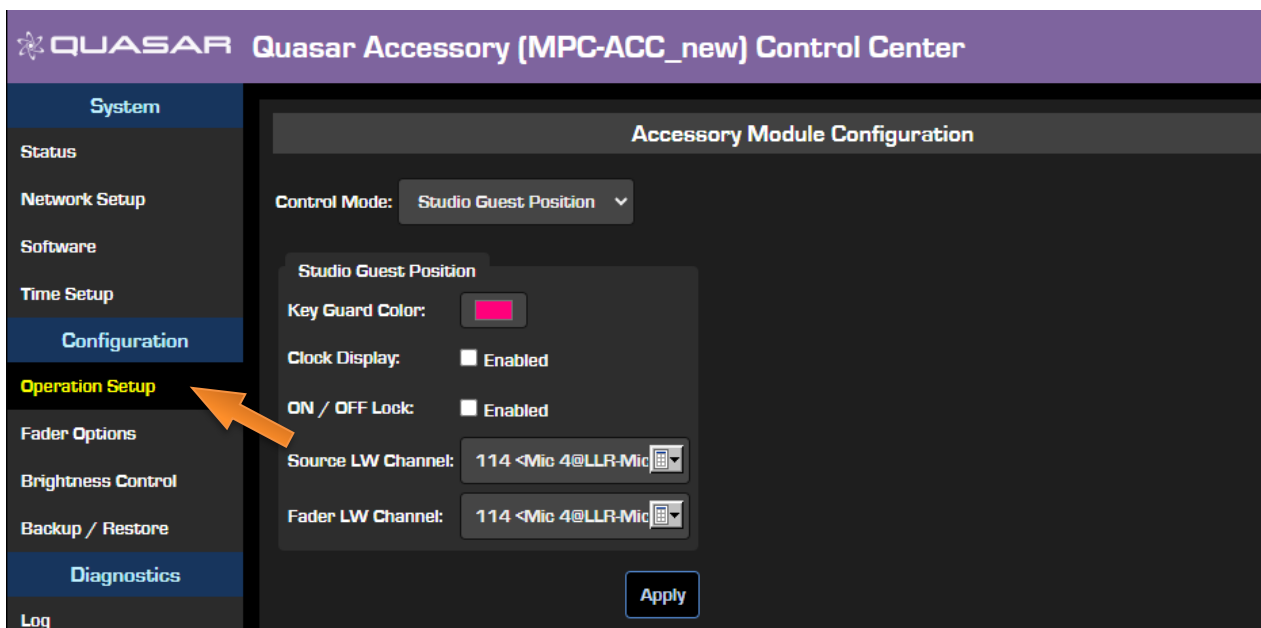 QUASAR Quasar Accessory (MPC-ACC_new) Control Center
System
Status
Network Setup
Software
Time Setup
Configuration
Operation Setup
Fader Options
Brightness Control
Backup / Restore
Diagnostics
Log
Accessory Module Configuration
Control Mode: Studio Guest Position
Studio Guest Position
Key Guard Color:
Clock Display: Enabled
ON / OFF Lock: Enabled
Source LW Channel: 114 <Mic 4@LLR-Mic
Fader LW Channel: 114 <Mic 4@LLR-Mic
Apply